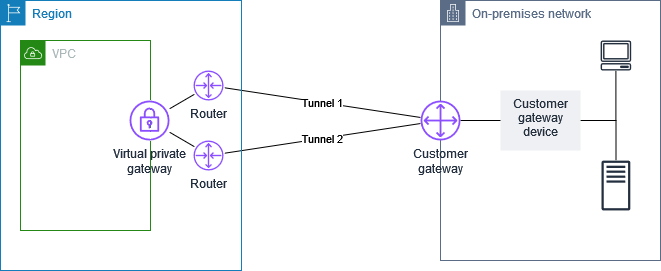 Region
On-premises network
VPC
Router
Tunnel 1
Customer
gateway
device
Tunnel 2
Virtual private
gateway
Router
Customer
gateway